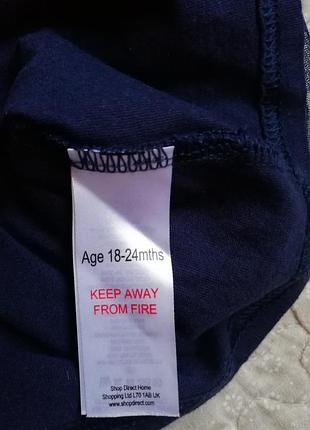 Age 18-24mths
KEEP AWAY
FROM FIRE
Shop Direct Home
Shopping Ltd L70 1AB UK
www.shopdirect.com